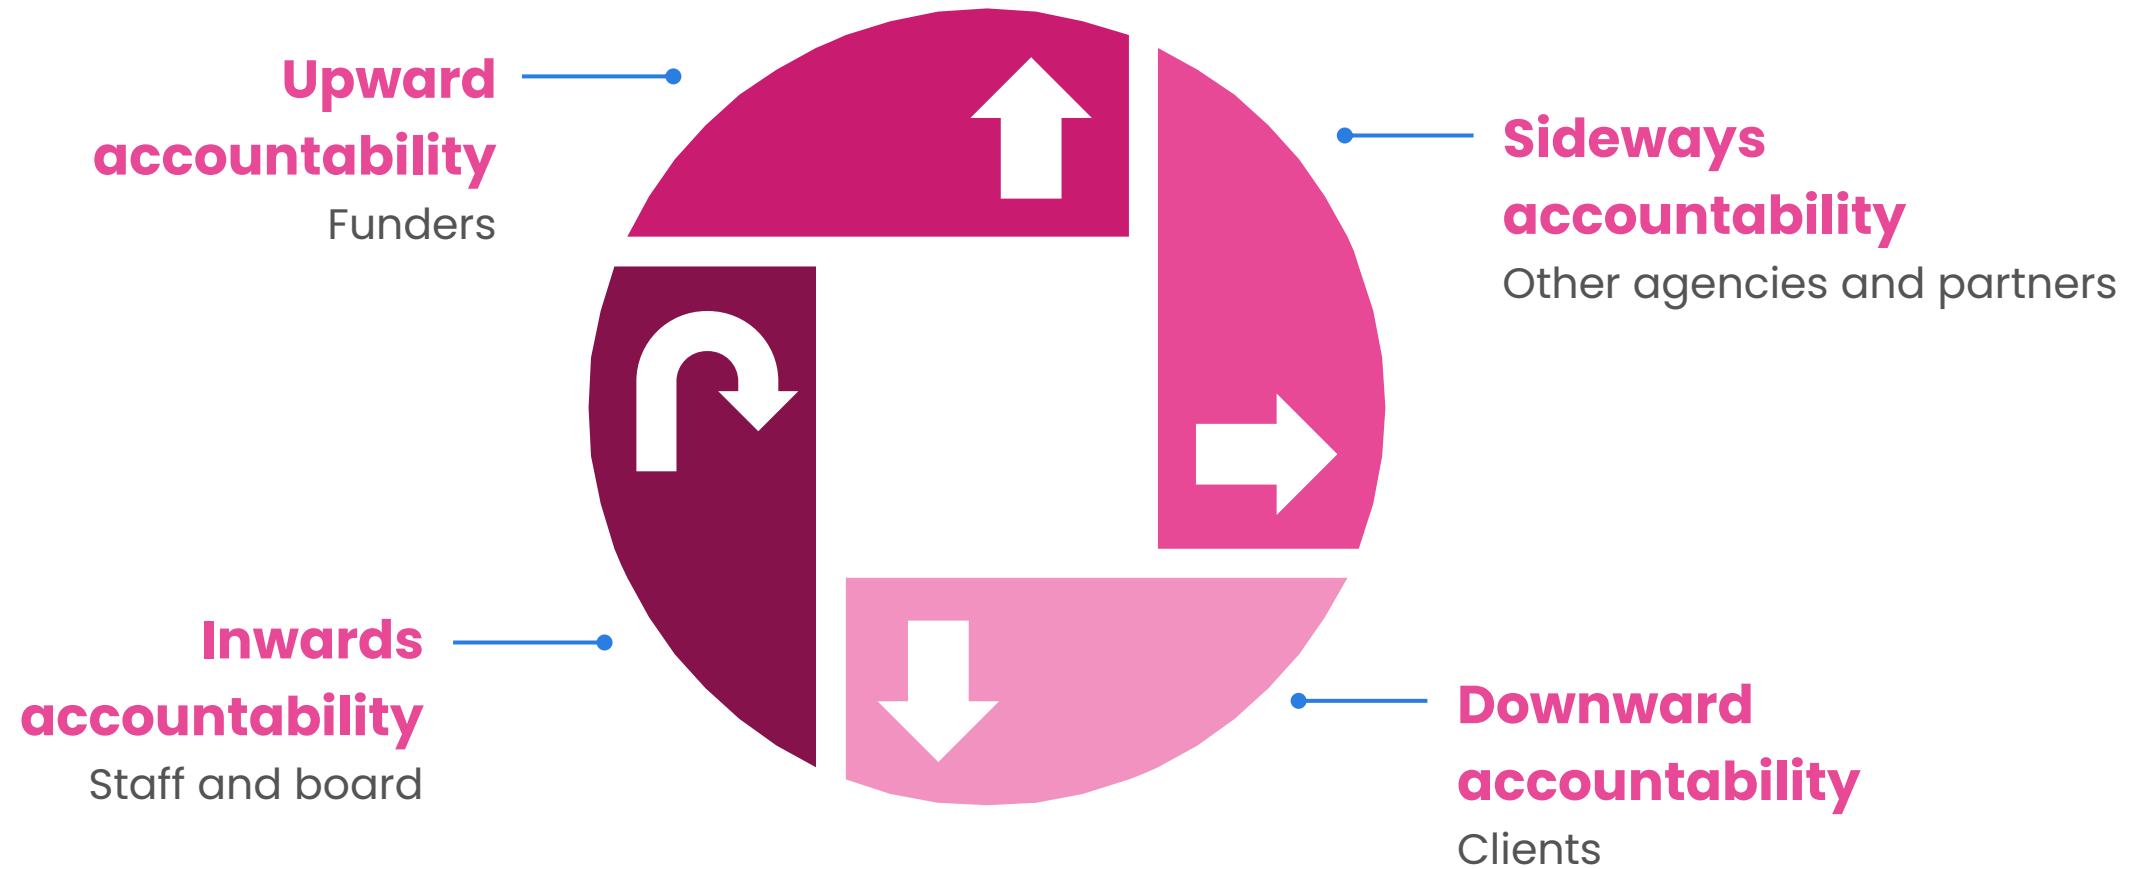 Upward
accountability
Funders
Sideways
accountability
Other agencies and partners
Inwards
accountability
Staff and board
Downward
accountability
Clients